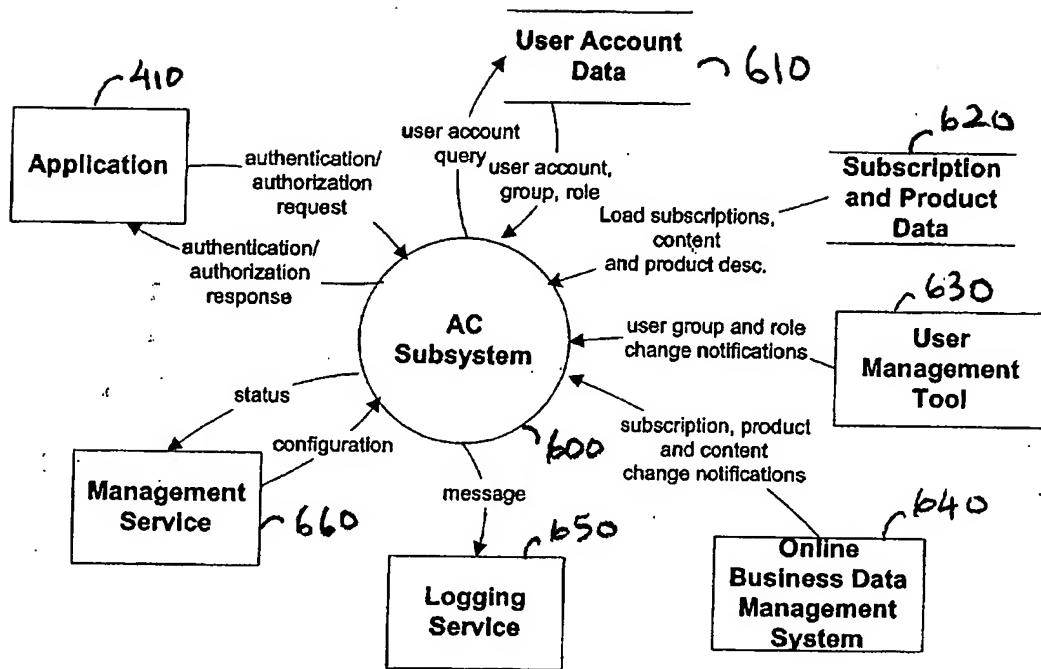 410
Application
User Account
Data
610
620
Subscription
and Product
Data
authentication/
authorization
request
authentication/
authorization
response
user account
query
user account,
group, role
Load subscriptions,
content
and product desc.
AC
Subsystem
600
630
User
Management
Tool
user group and role
change notifications
subscription, product
and content
change notifications
640
Online
Business Data
Management
System
status
configuration
Management
Service
660
message
650
Logging
Service